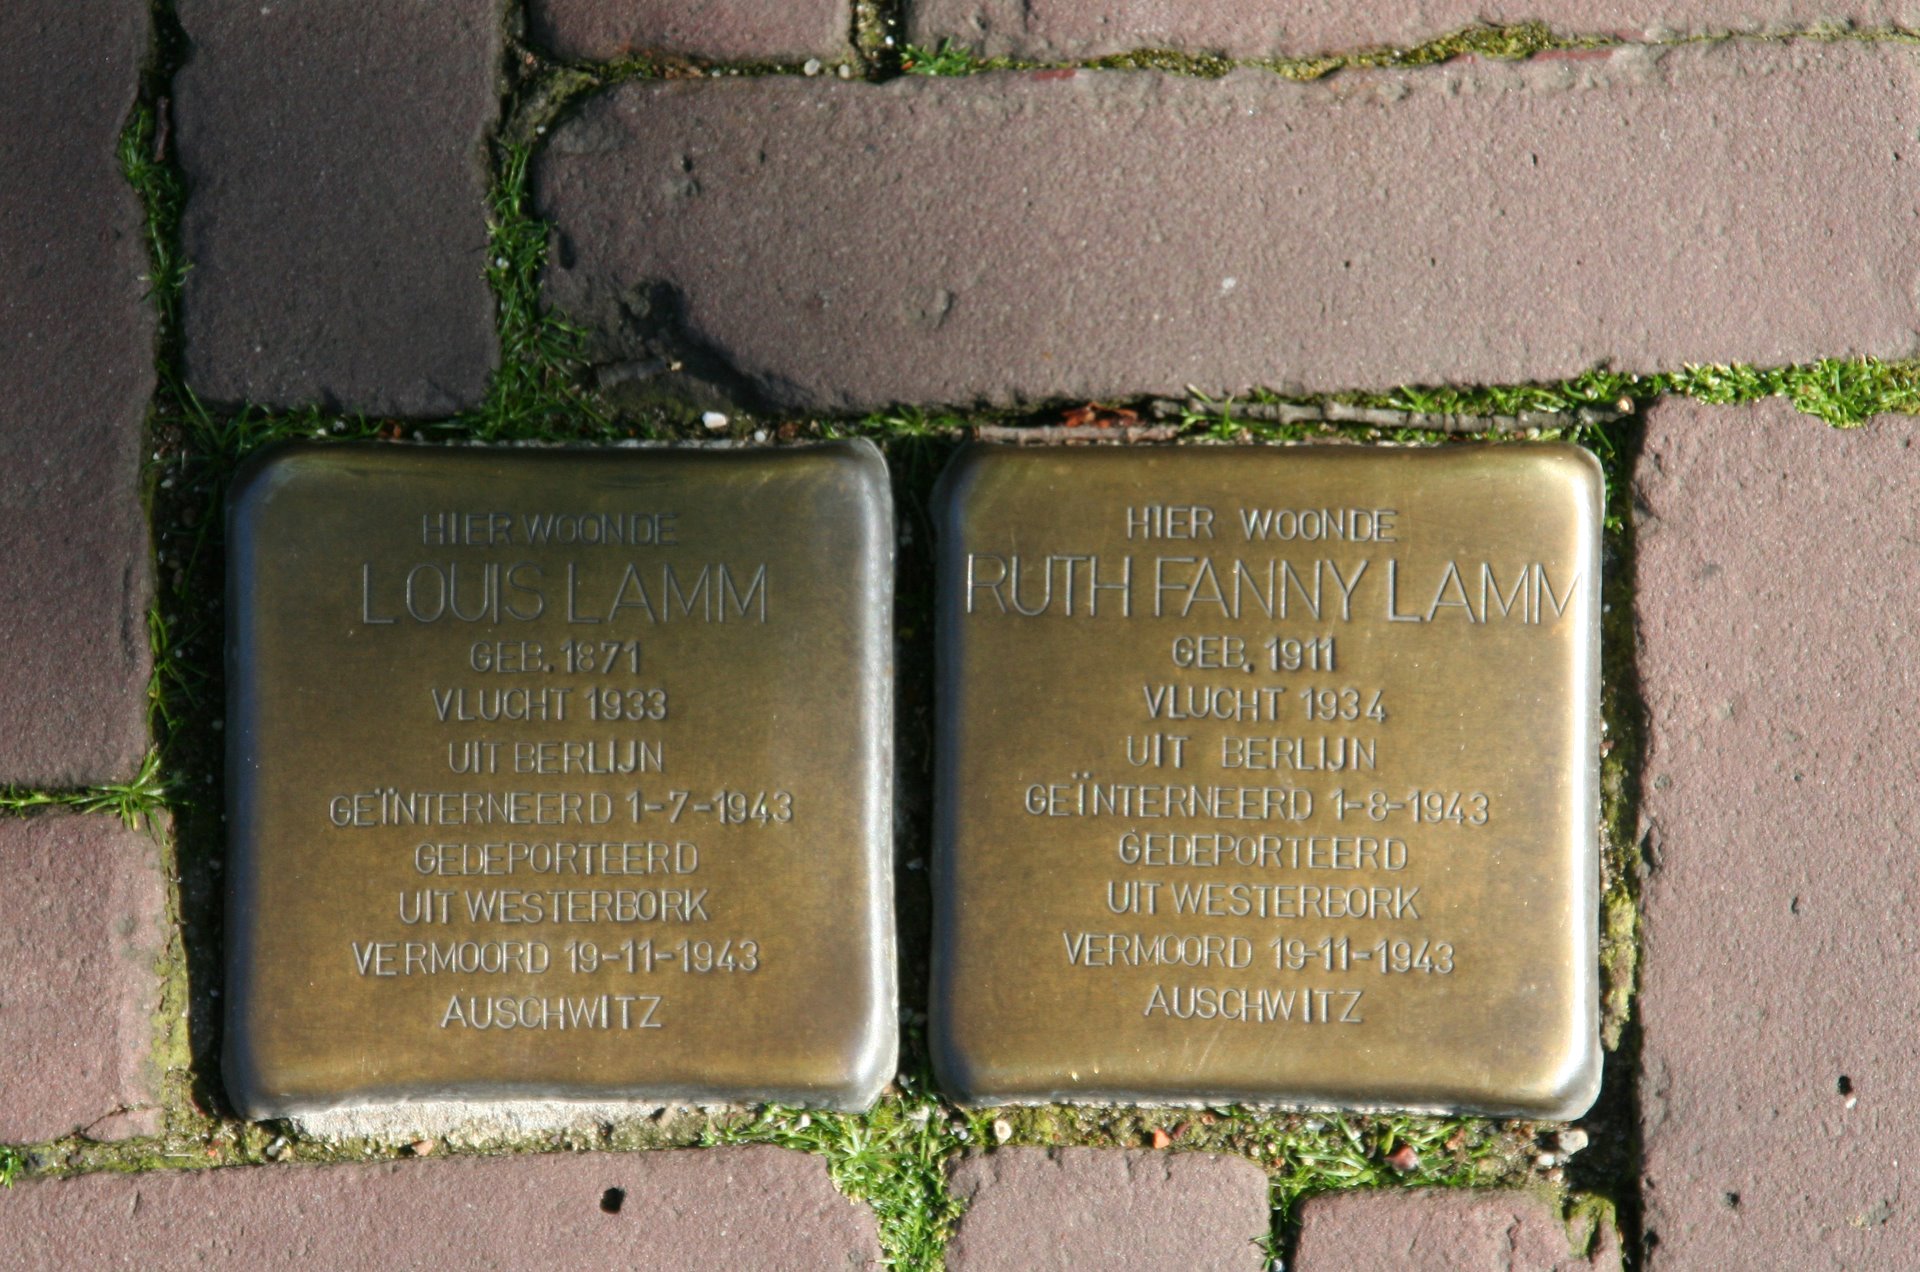 HIER WOONDE
LOUIS LAMM
GEB. 1871
VLUCHT 1933
UIT BERLIJN
GEÏNTERNEERD 1-7-1943
GEDEPORTEERD
UIT WESTERBORK
VERMOORD 19-11-1943
AUSCHWITZ
HIER WOONDE
RUTH FANNY LAMM
GEB. 1911
VLUCHT 1934
UIT BERLIJN
GEÏNTERNEERD 1-8-1943
GEDEPORTEERD
UIT WESTERBORK
VERMOORD 19-11-1943
AUSCHWITZ